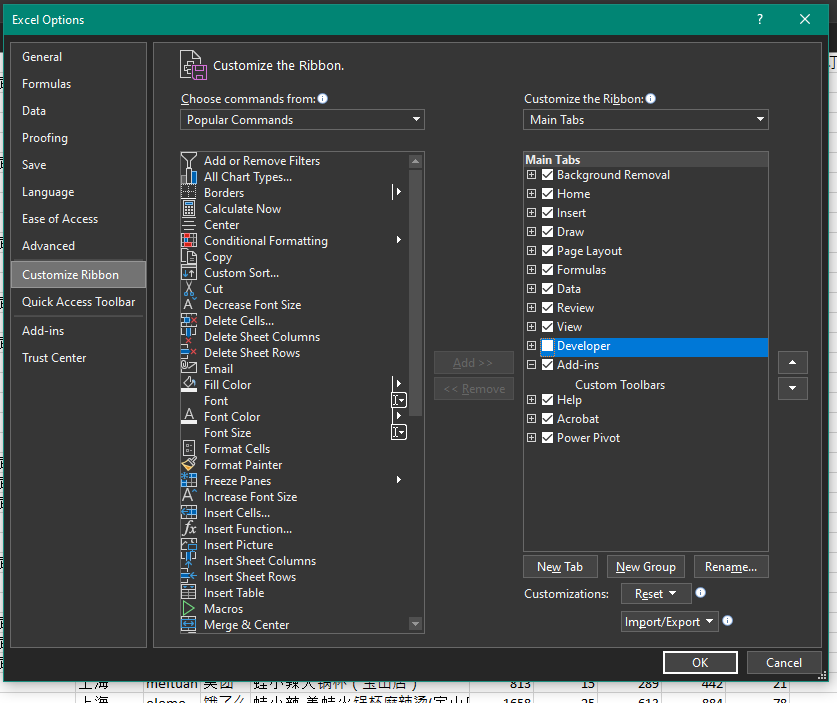 Excel Options
?
General
Formulas
Data
Proofing
Save
Language
Ease of Access
Advanced
Customize Ribbon
Quick Access Toolbar
Add-ins
Trust Center
Customize the Ribbon.
Choose commands from:
Popular Commands
Add or Remove Filters
All Chart Types...
Borders
Calculate Now
Center
Conditional Formatting
Copy
Custom Sort...
Cut
Decrease Font Size
Delete Cells...
Delete Sheet Columns
Delete Sheet Rows
Email
Fill Color
Font
Font Color
Font Size
Format Cells
Format Painter
Freeze Panes
Increase Font Size
Insert Cells...
Insert Function...
Insert Picture
Insert Sheet Columns
Insert Sheet Rows
Insert Table
Macros
Merge & Center
Add >>
<< Remove
Customize the Ribbon:
Main Tabs
Main Tabs
Background Removal
Home
Insert
Draw
Page Layout
Formulas
Data
Review
View
Developer
Add-ins
Custom Toolbars
Help
Acrobat
Power Pivot
New Tab
New Group
Rename...
Customizations:
Reset
Import/Export
OK
Cancel
上海 meituan 美团 蛙小辣火锅杯（宝山店） 813 15 289 442 21
上海 eleme 饿了么 蛙小辣·美蛙火锅杯麻辣烫(宝山 1658 25 613 884 78